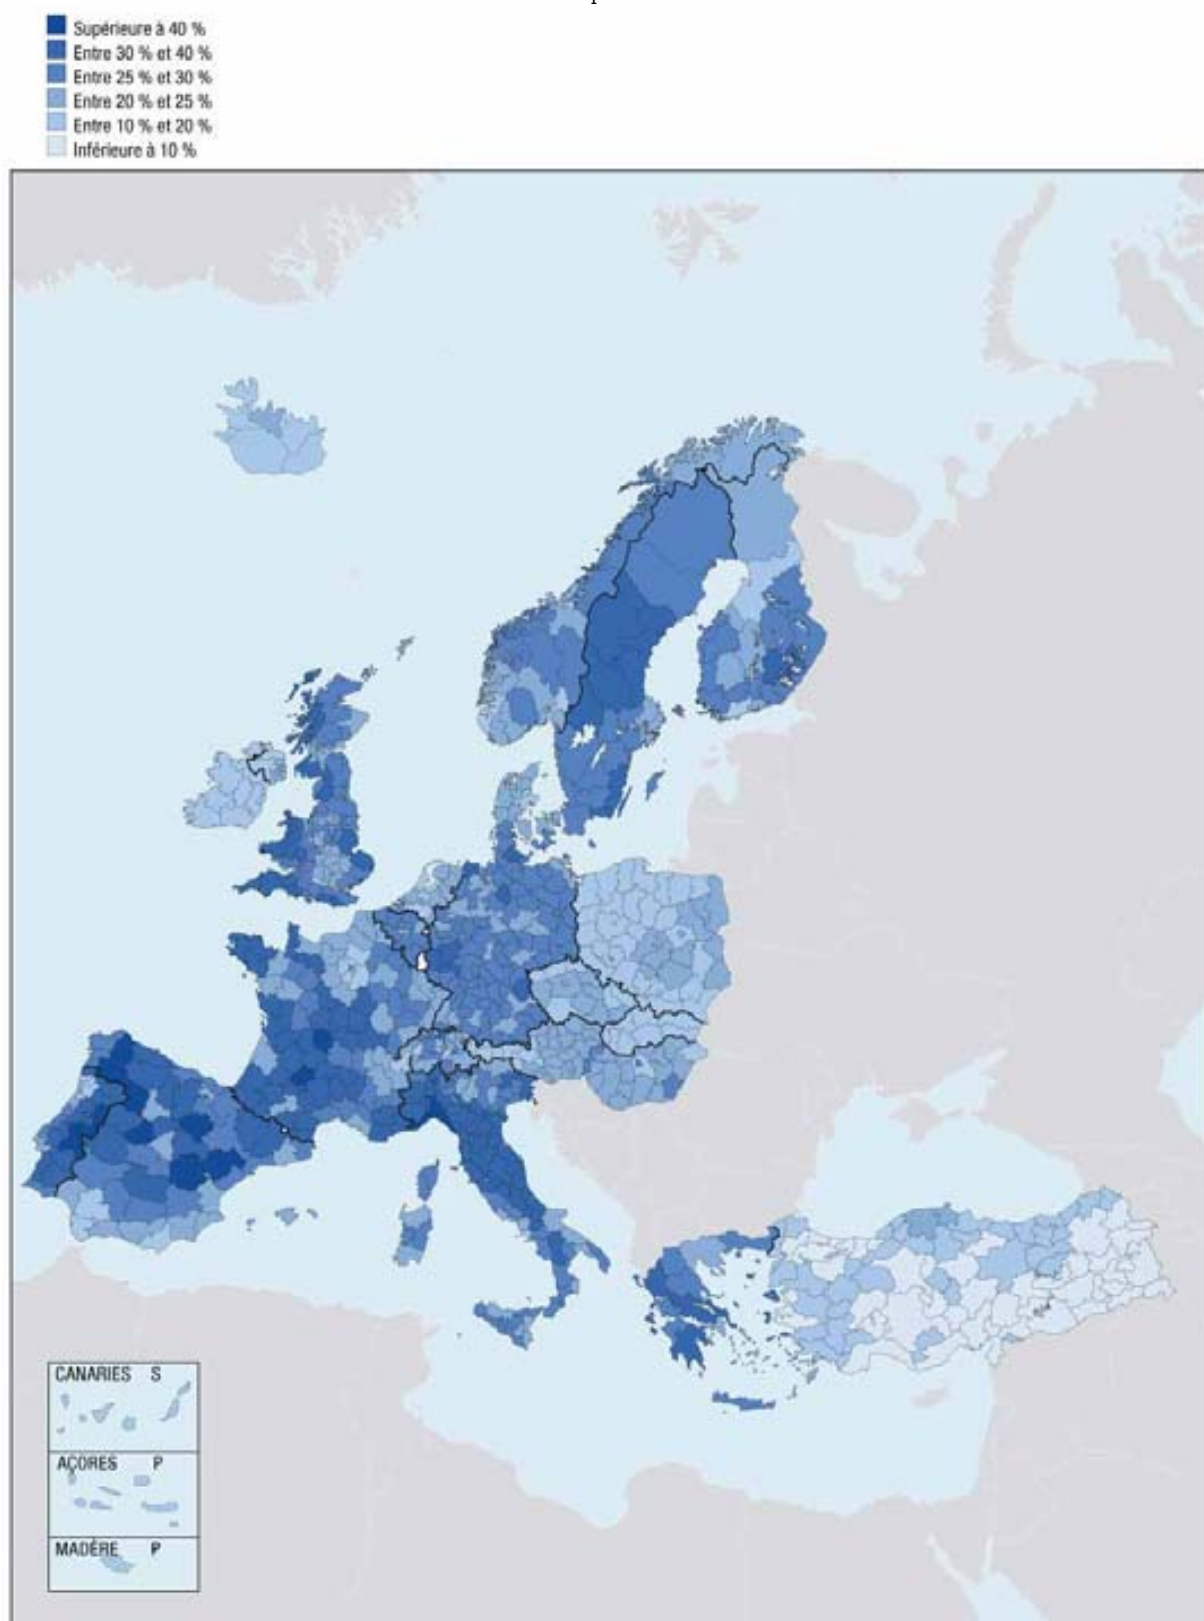 Supérieure à 40 %
Entre 30 % et 40 %
Entre 25 % et 30 %
Entre 20 % et 25 %
Entre 10 % et 20 %
Inférieure à 10 %
CANARIES S
AÇORES P
MADÈRE P